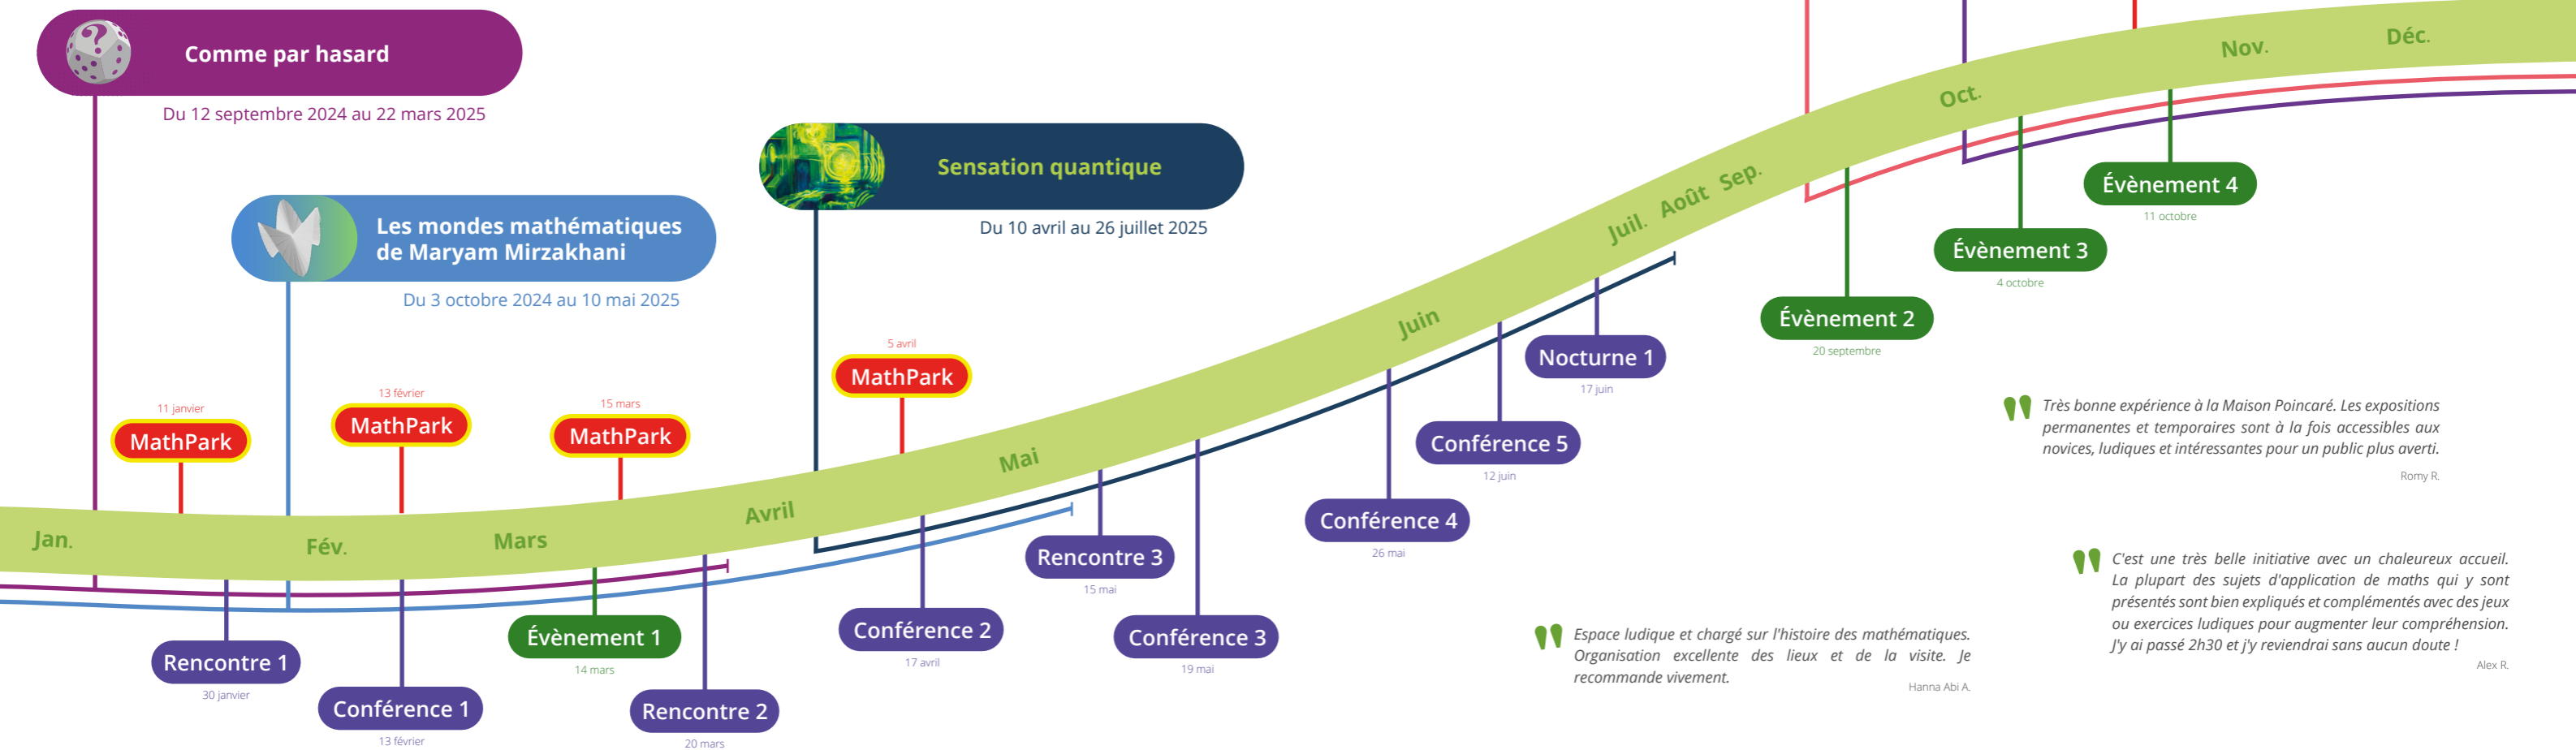 ?
Comme par hasard
Du 12 septembre 2024 au 22 mars 2025
Les mondes mathématiques
de Maryam Mirzakhani
Du 3 octobre 2024 au 10 mai 2025
Sensation quantique
Du 10 avril au 26 juillet 2025
11 janvier
MathPark
13 février
MathPark
15 mars
MathPark
5 avril
MathPark
Jan.
Fév.
Mars
Avril
Mai
Juin
Juil.
Août
Sep.
Oct.
Nov.
Déc.
Rencontre 1
30 janvier
Conférence 1
13 février
Évènement 1
14 mars
Rencontre 2
20 mars
Conférence 2
17 avril
Rencontre 3
15 mai
Conférence 3
19 mai
Conférence 4
26 mai
Conférence 5
12 juin
Nocturne 1
17 juin
Évènement 2
20 septembre
Évènement 3
4 octobre
Évènement 4
11 octobre
" Très bonne expérience à la Maison Poincaré. Les expositions
permanentes et temporaires sont à la fois accessibles aux
novices, ludiques et intéressantes pour un public plus averti.
Romy R.
" C'est une très belle initiative avec un chaleureux accueil.
La plupart des sujets d'application de maths qui y sont
présentés sont bien expliqués et complémentés avec des jeux
ou exercices ludiques pour augmenter leur compréhension.
J'y ai passé 2h30 et j'y reviendrai sans aucun doute !
Alex R.
" Espace ludique et chargé sur l'histoire des mathématiques.
Organisation excellente des lieux et de la visite. Je
recommande vivement.
Hanna Abi A.